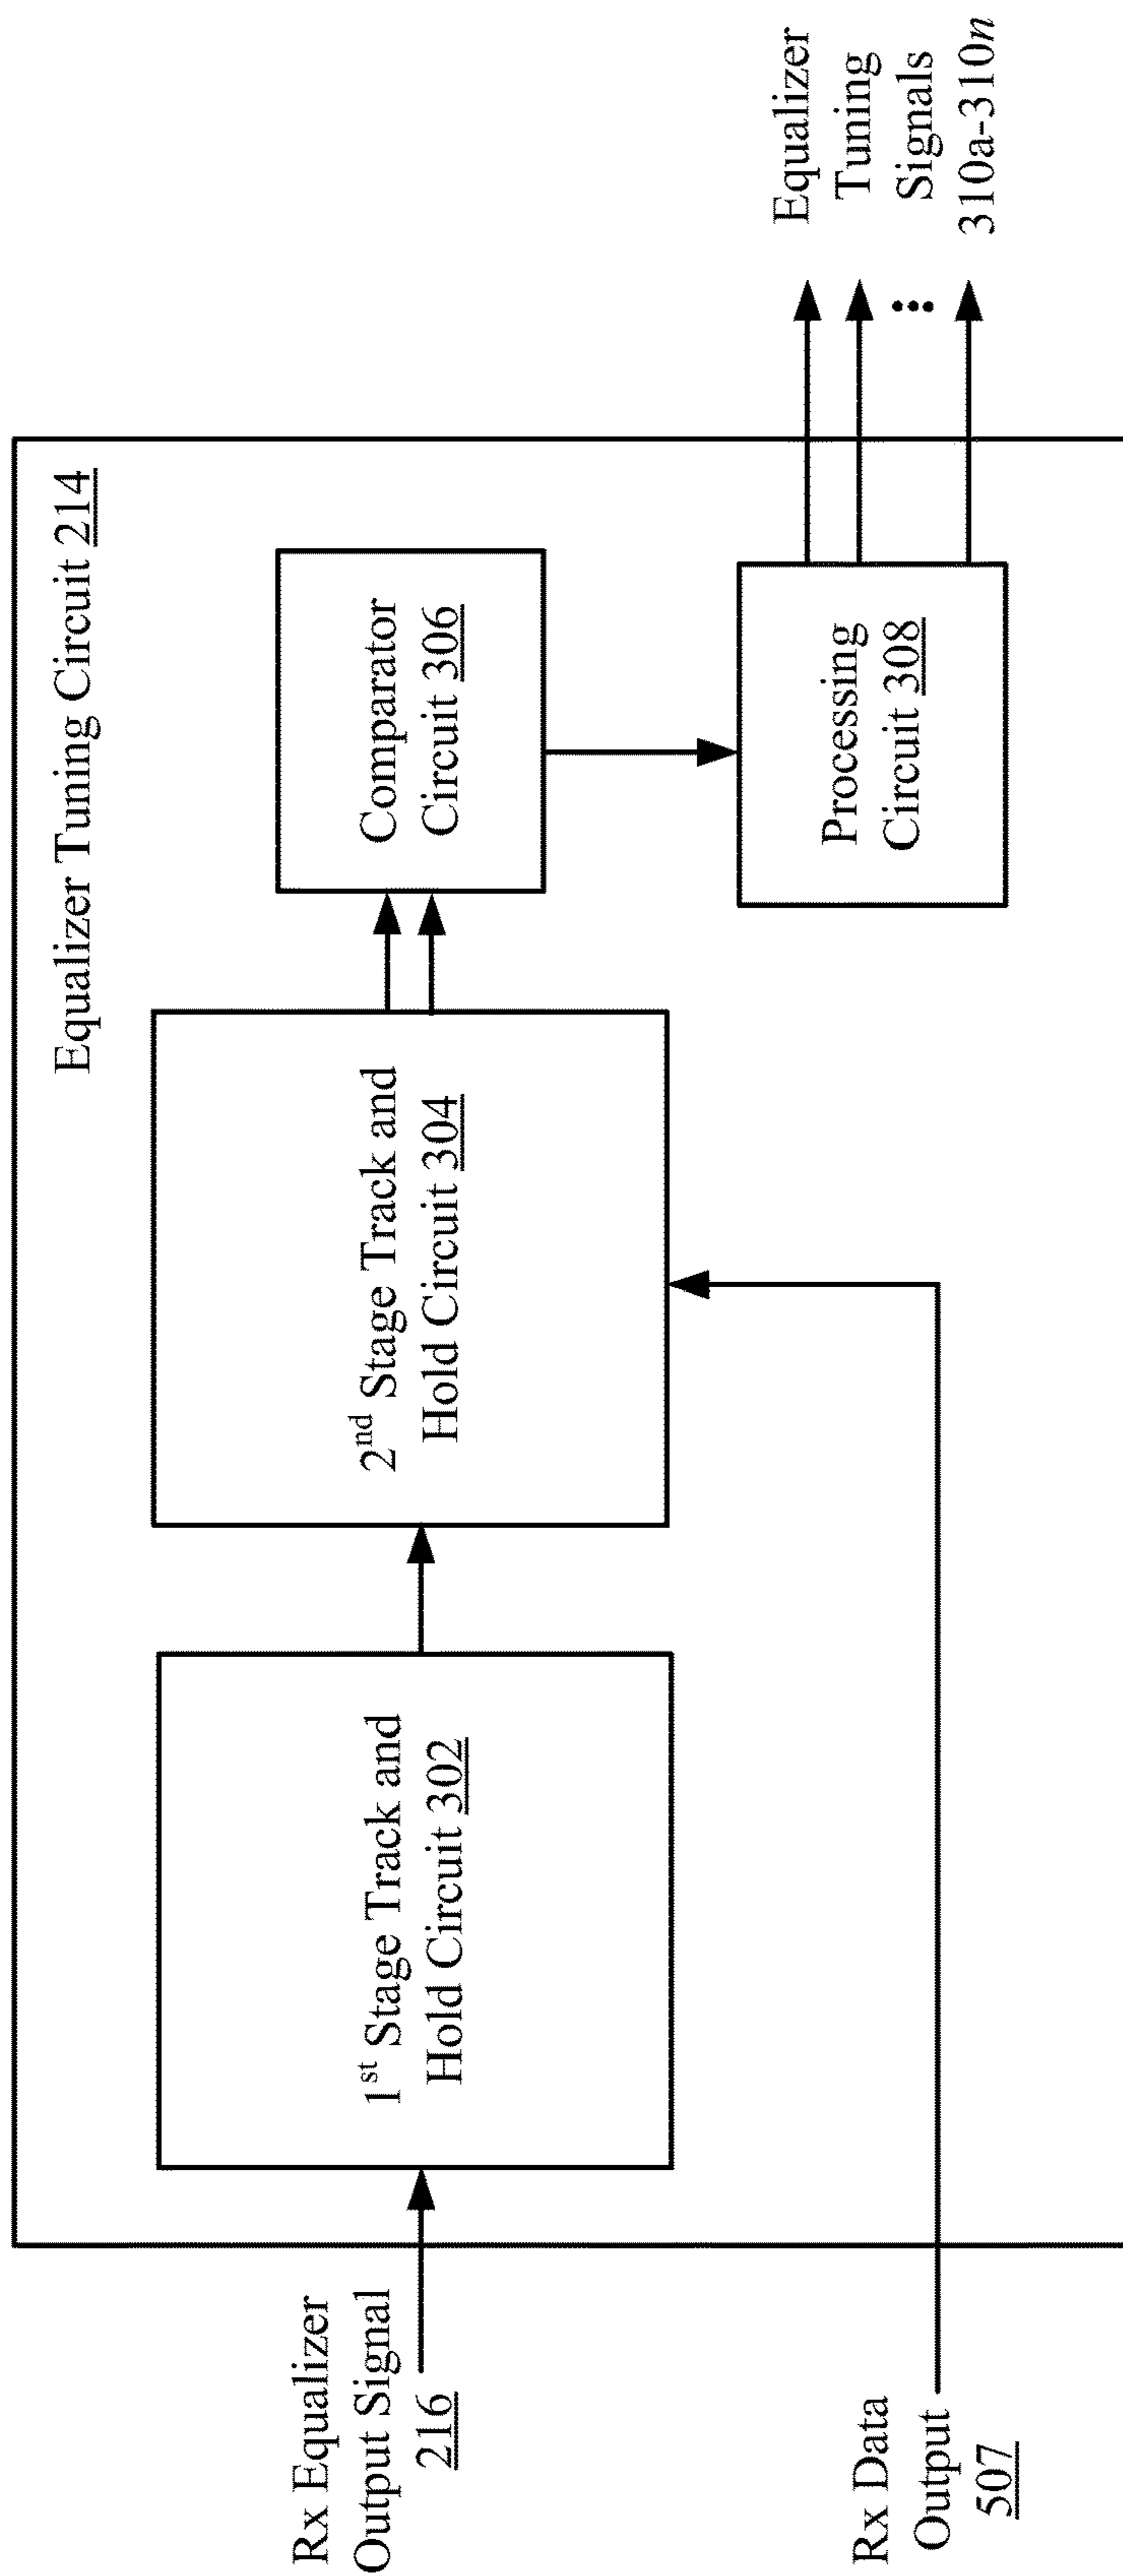 Equalizer Tuning Circuit 214
Rx Equalizer
Output Signal
216
1st Stage Track and
Hold Circuit 302
2nd Stage Track and
Hold Circuit 304
Comparator
Circuit 306
Processing
Circuit 308
Equalizer
Tuning
Signals
310a-310n
Rx Data
Output
507